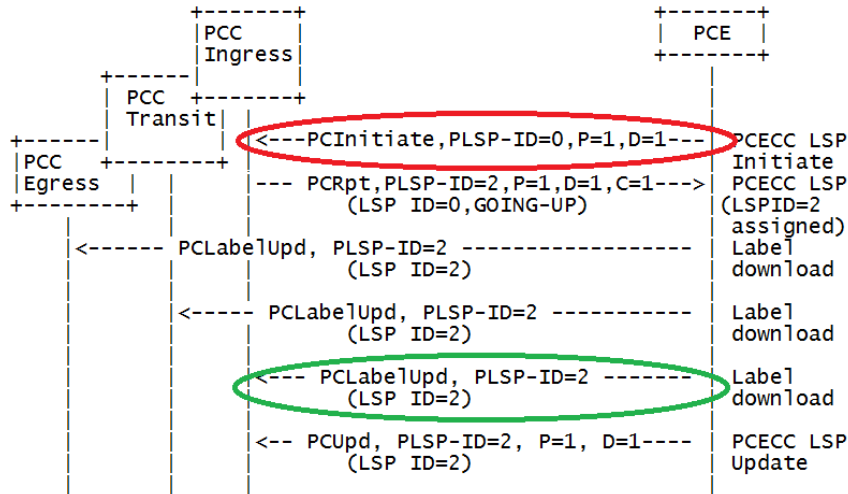 +-------+ +-------+
|PCC | | PCE |
|Ingress| +-------+
+------| |
| PCC +-------+
| Transit| | <---PCInitiate,PLSP-ID=0,P=1,D=1--- PCECC LSP
+------| | | Initiate
|PCC +--------+
|Egress | | --- PCRpt,PLSP-ID=2,P=1,D=1,C=1---> PCECC LSP
+--------+ (LSP ID=0,GOING-UP) (LSPID=2
assigned)
<------ PCLabelUpd, PLSP-ID=2 ------------------ Label
(LSP ID=2) download
<----- PCLabelUpd, PLSP-ID=2 ----------- Label
(LSP ID=2) download
<--- PCLabelUpd, PLSP-ID=2 ------- Label
(LSP ID=2) download
<-- PCUpd, PLSP-ID=2, P=1, D=1---- PCECC LSP
(LSP ID=2) Update